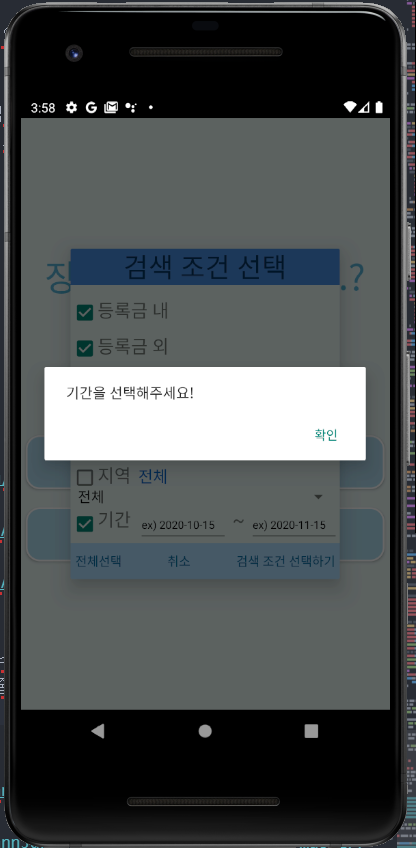 3:58
장
.?
검색 조건 선택
등록금 내
등록금 외
기간을 선택해주세요!
확인
지역 전체
전체
기간 ex) 2020-10-15 ~ ex) 2020-11-15
전체선택 취소 검색 조건 선택하기